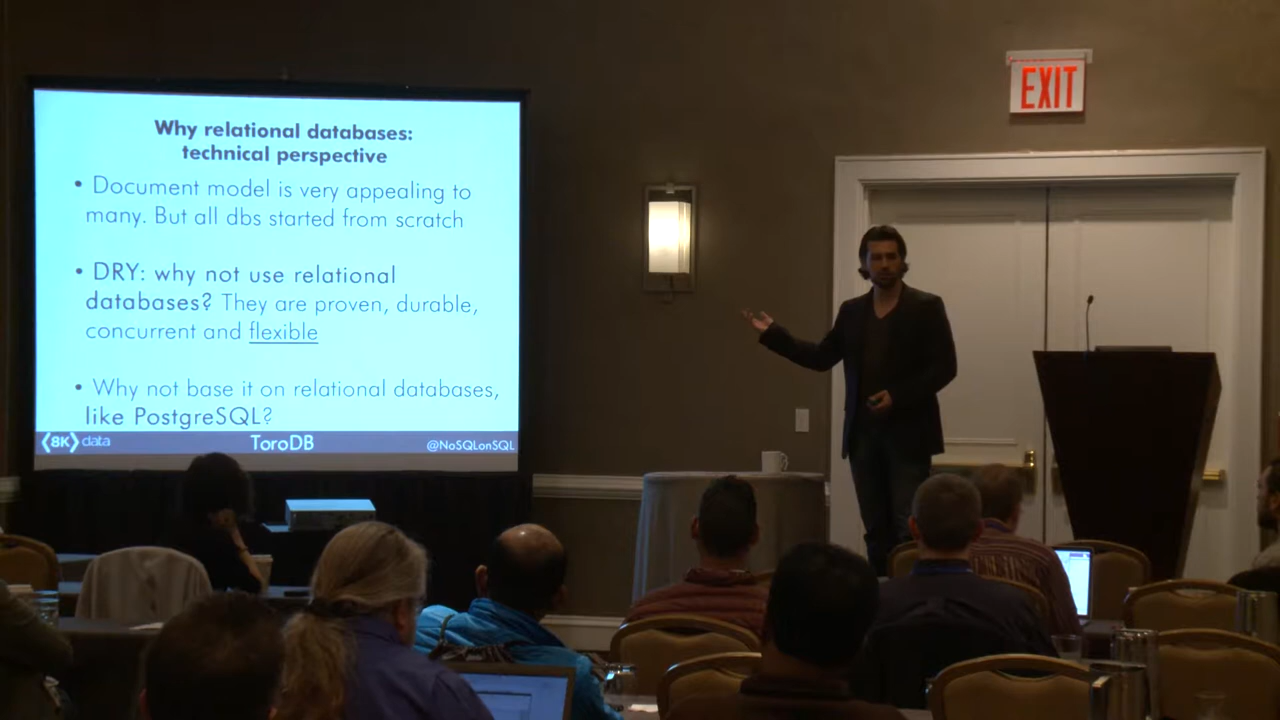 EXIT
Why relational databases:
technical perspective
• Document model is very appealing to
many. But all dbs started from scratch
• DRY: why not use relational
databases? They are proven, durable,
concurrent and flexible
• Why not base it on relational databases,
like PostgreSQL?
⟨8K⟩ data ToroDB @NoSQLonSQL